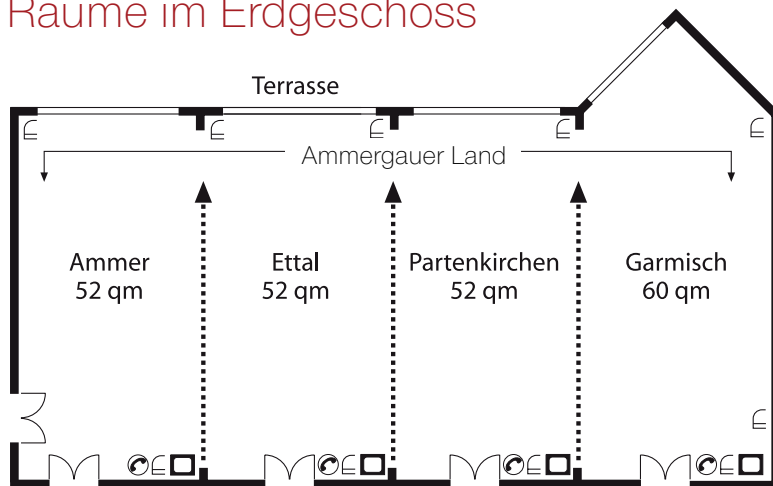 Räume im Erdgeschoss
Terrasse
Ammergauer Land
Ammer
52 qm
Ettal
52 qm
Partenkirchen
52 qm
Garmisch
60 qm